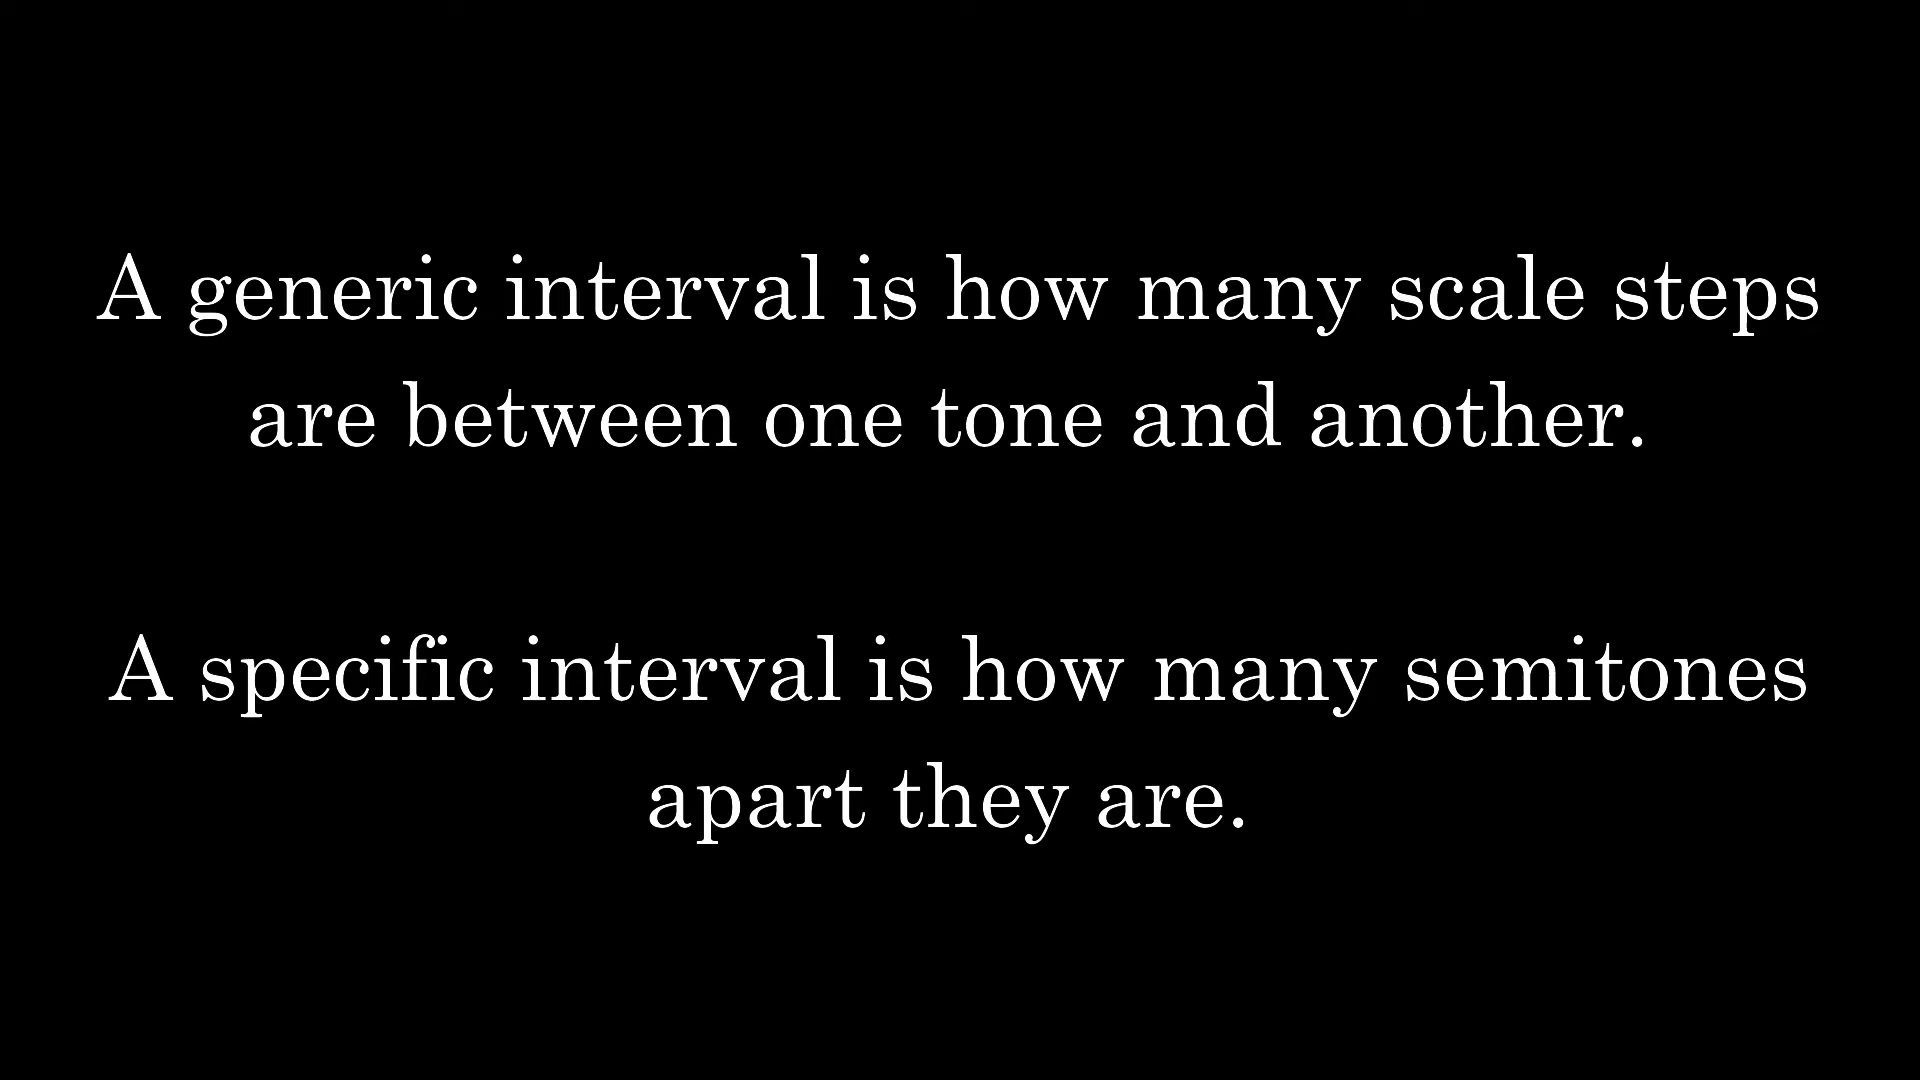 A generic interval is how many scale steps
are between one tone and another.
A specific interval is how many semitones
apart they are.